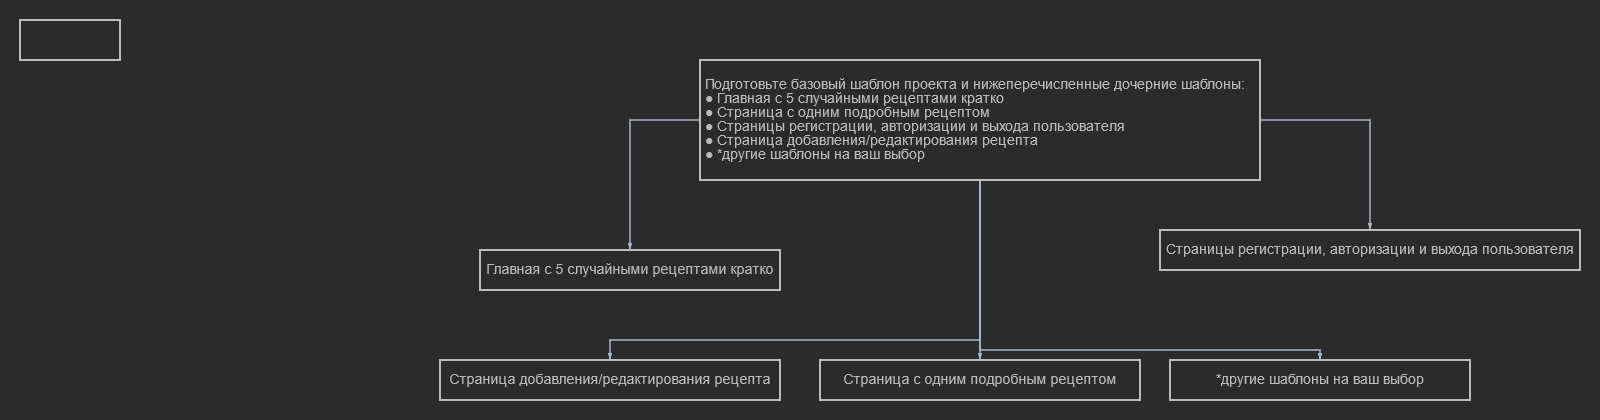 Подготовьте базовый шаблон проекта и нижеперечисленные дочерние шаблоны:
● Главная с 5 случайными рецептами кратко
● Страница с одним подробным рецептом
● Страницы регистрации, авторизации и выхода пользователя
● Страница добавления/редактирования рецепта
● *другие шаблоны на ваш выбор
Страницы регистрации, авторизации и выхода пользователя
Главная с 5 случайными рецептами кратко
Страница добавления/редактирования рецепта
Страница с одним подробным рецептом
*другие шаблоны на ваш выбор